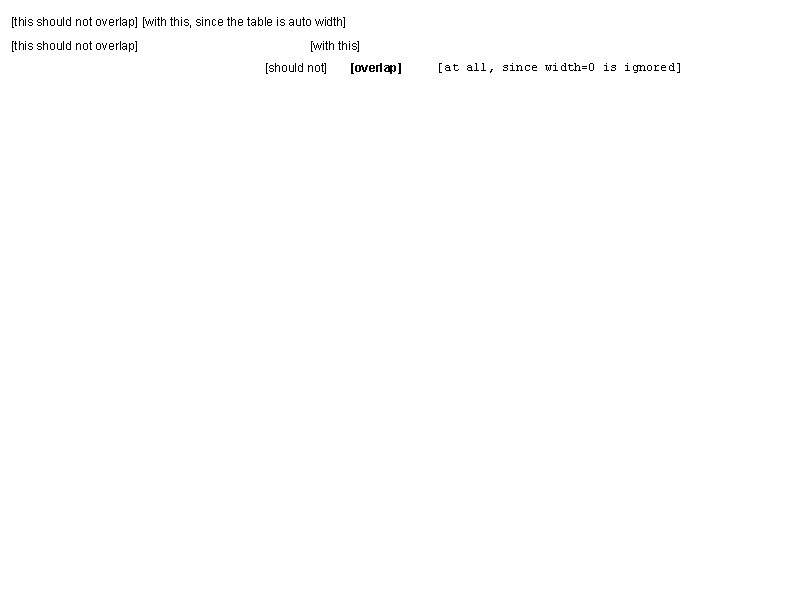 [this should not overlap] [with this, since the table is auto width]
[this should not overlap] [with this]
[should not] [overlap] [at all, since width=0 is ignored]